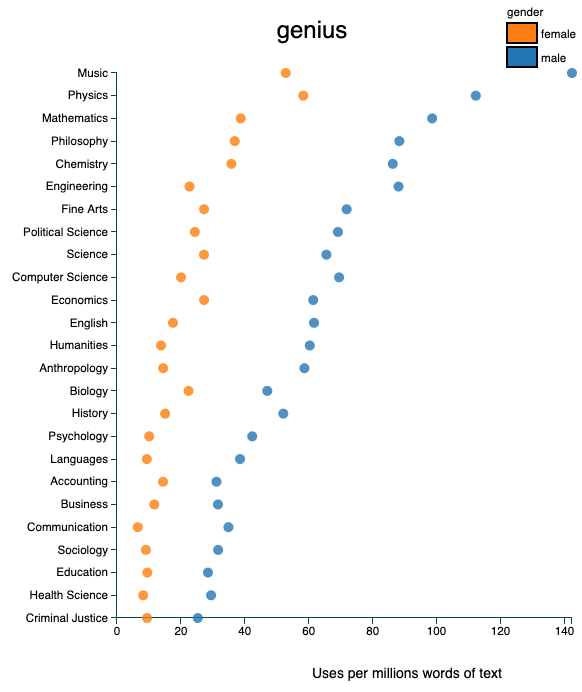 genius
gender
female
male
Music
Physics
Mathematics
Philosophy
Chemistry
Engineering
Fine Arts
Political Science
Science
Computer Science
Economics
English
Humanities
Anthropology
Biology
History
Psychology
Languages
Accounting
Business
Communication
Sociology
Education
Health Science
Criminal Justice
0 20 40 60 80 100 120 140
Uses per millions words of text